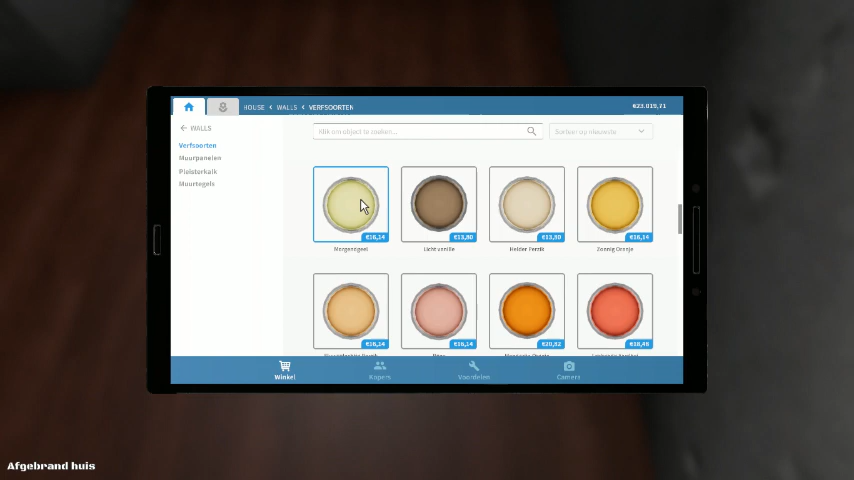 HOUSE < WALLS < VERFSOORTEN
€23.019,71
← WALLS
Verfsoorten
Muurpanelen
Pleisterkalk
Muurtegels
Klik om object te zoeken...
Sorteer op nieuwste
€16,14
€13,80
€13,50
€16,14
Morgengeel
Licht vanille
Helder Perzik
Zonnig Oranje
€16,14
€16,14
€20,82
€18,48
Winkel
Kopers
Voordelen
Camera
Afgebrand huis